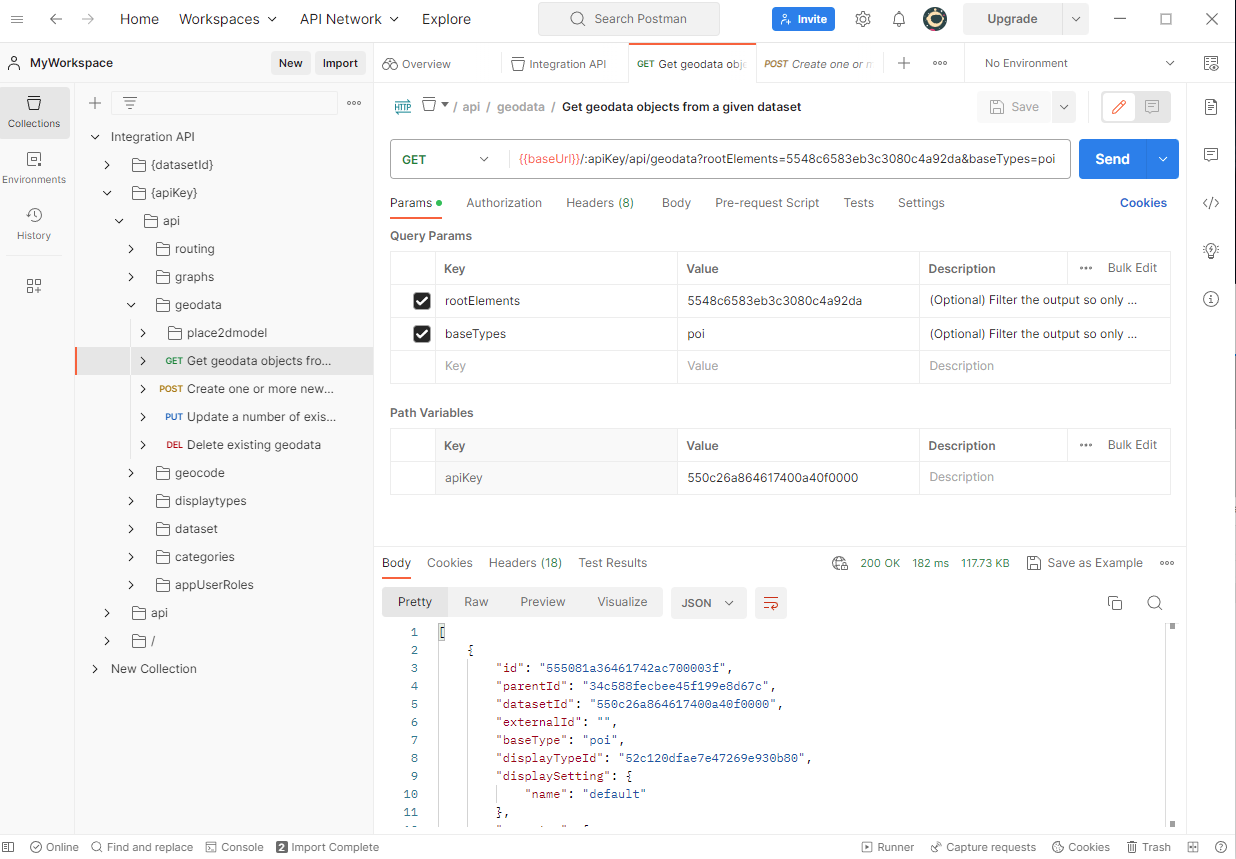 Home Workspaces API Network Explore Search Postman Invite Upgrade
MyWorkspace New Import Overview Integration API GET Get geodata obj POST Create one or m No Environment
Collections
Environments
History
Integration API
{datasetId}
{apiKey}
api
routing
graphs
geodata
place2dmodel
GET Get geodata objects fro...
POST Create one or more new...
PUT Update a number of exis...
DEL Delete existing geodata
geocode
displaytypes
dataset
categories
appUserRoles
api
/
New Collection
HTTP / api / geodata / Get geodata objects from a given dataset Save
GET {{baseUrl}}/:apiKey/api/geodata?rootElements=5548c6583eb3c3080c4a92da&baseTypes=poi Send
Params Authorization Headers (8) Body Pre-request Script Tests Settings Cookies
Query Params
Key Value Description ••• Bulk Edit
rootElements 5548c6583eb3c3080c4a92da (Optional) Filter the output so only ...
baseTypes poi (Optional) Filter the output so only ...
Key Value Description
Path Variables
Key Value Description ••• Bulk Edit
apiKey 550c26a864617400a40f0000 Description
Body Cookies Headers (18) Test Results 200 OK 182 ms 117.73 KB Save as Example
Pretty Raw Preview Visualize JSON
1 [
2 {
3 "id": "555081a36461742ac700003f",
4 "parentId": "34c588fecbee45f199e8d67c",
5 "datasetId": "550c26a864617400a40f0000",
6 "externalId": "",
7 "baseType": "poi",
8 "displayTypeId": "52c120dfae7e47269e930b80",
9 "displaySetting": {
10 "name": "default"
11 },
Online Find and replace Console 2 Import Complete Runner Capture requests Cookies Trash